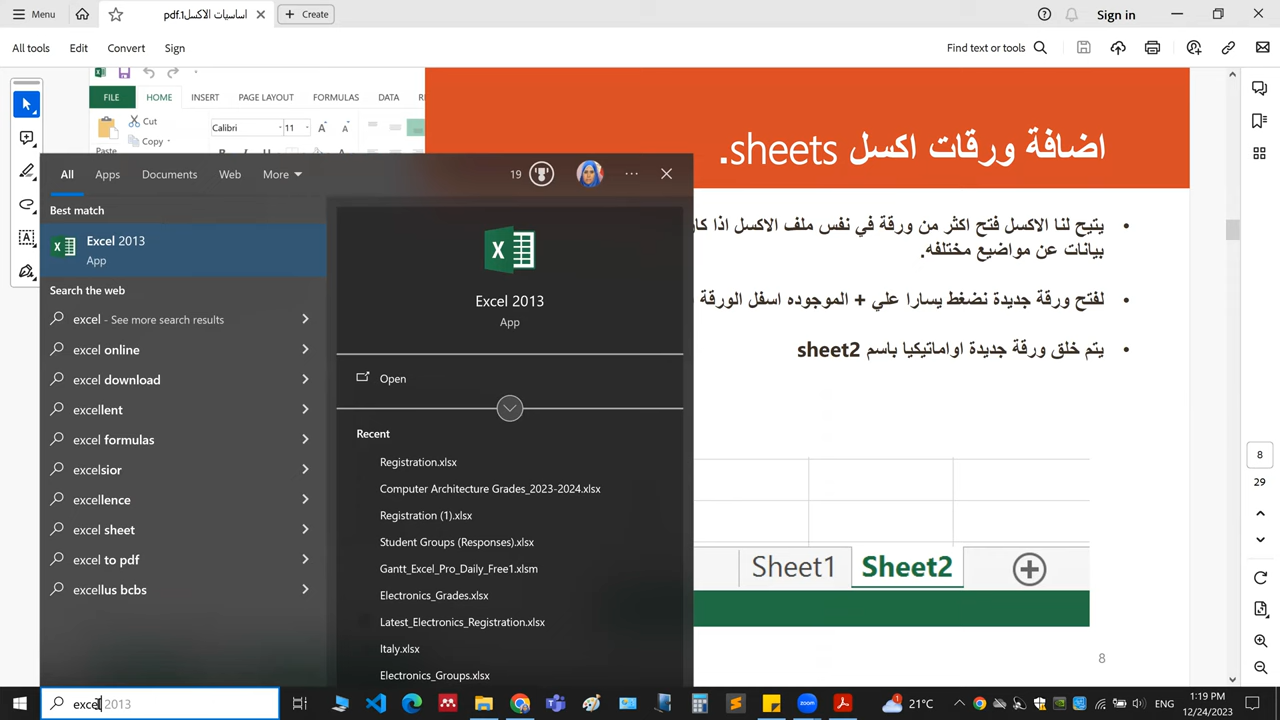 Menu
اساسيات الاكسل1.pdf
Create
Sign in
All tools
Edit
Convert
Sign
Find text or tools
FILE
HOME
INSERT
PAGE LAYOUT
FORMULAS
DATA
Cut
Calibri
11
Copy
اضافة ورقات اكسل sheets.
All
Apps
Documents
Web
More
19
Best match
Excel 2013
App
Search the web
excel - See more search results
excel online
excel download
excellent
excel formulas
excelsior
excellence
excel sheet
excel to pdf
excellus bcbs
Excel 2013
App
Open
Recent
Registration.xlsx
Computer Architecture Grades_2023-2024.xlsx
Registration (1).xlsx
Student Groups (Responses).xlsx
Gantt_Excel_Pro_Daily_Free1.xlsm
Electronics_Grades.xlsx
Latest_Electronics_Registration.xlsx
Italy.xlsx
Electronics_Groups.xlsx
• يتيح لنا الاكسل فتح اكثر من ورقة في نفس ملف الاكسل اذا
بيانات عن مواضيع مختلفه.
• لفتح ورقة جديدة نضغط يسارا علي + الموجوده اسفل الورقة
• يتم خلق ورقة جديدة اواماتيكيا باسم sheet2
Sheet1
Sheet2
8
8
29
excel 2013
21°C
ENG
1:19 PM
12/24/2023